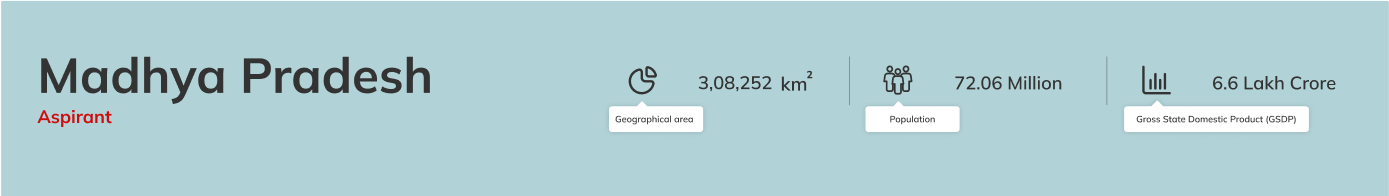 Madhya Pradesh
Aspirant
3,08,252 km²
Geographical area
72.06 Million
Population
6.6 Lakh Crore
Gross State Domestic Product (GSDP)